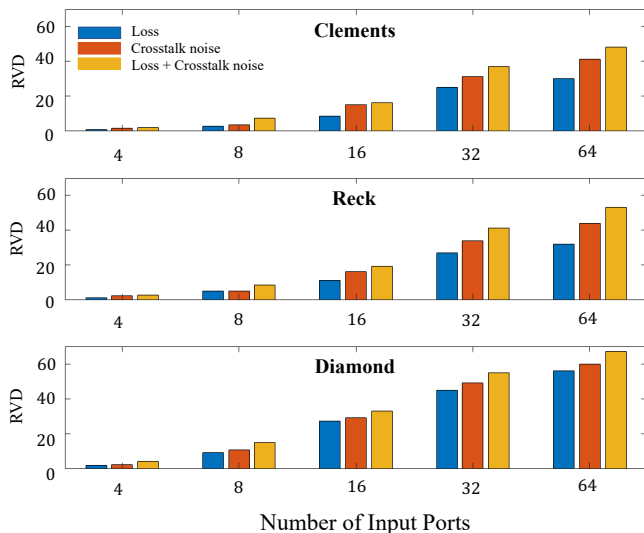 Clements
Loss
Crosstalk noise
Loss + Crosstalk noise
RVD
60
40
20
0
4 8 16 32 64
Reck
RVD
60
40
20
0
4 8 16 32 64
Diamond
RVD
60
40
20
0
4 8 16 32 64
Number of Input Ports